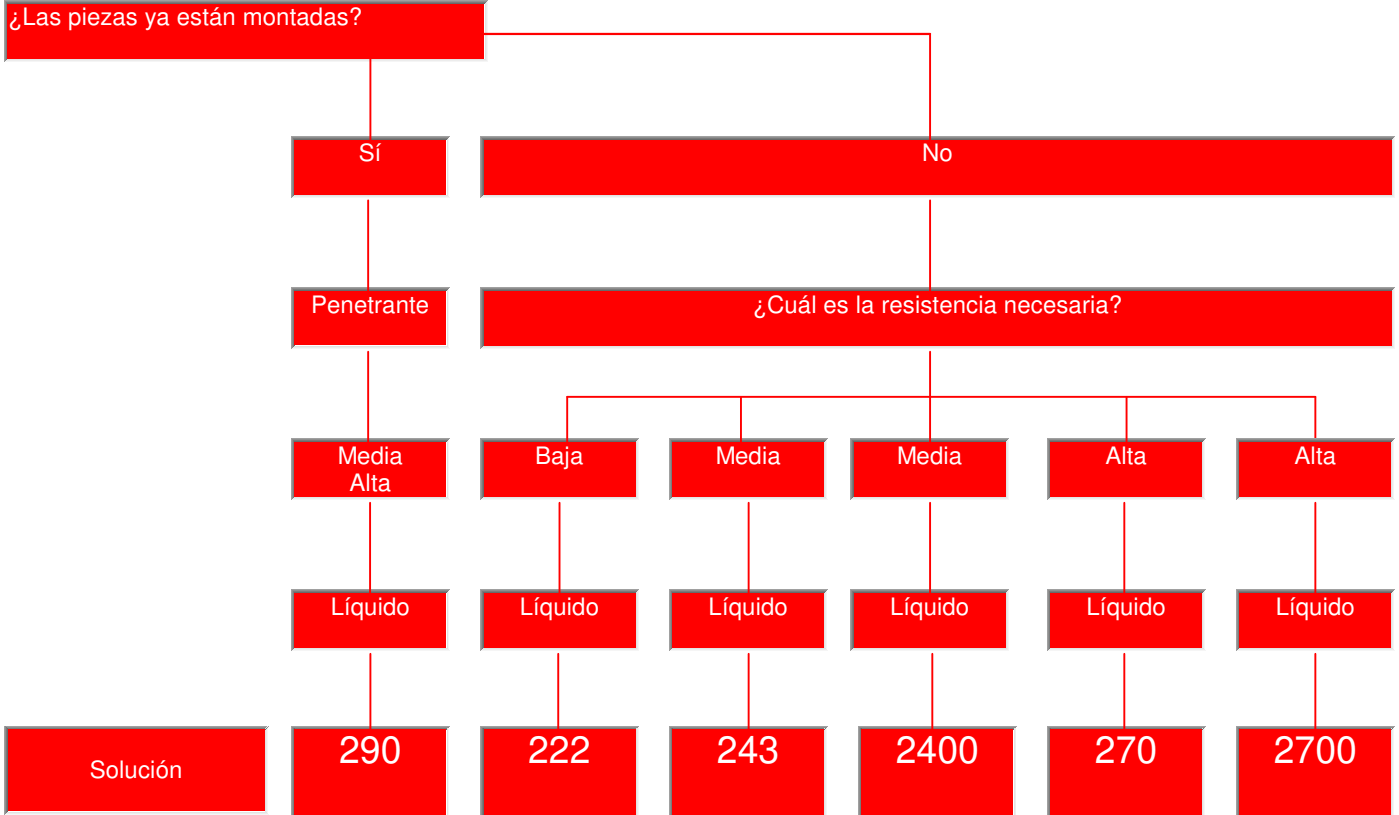 ¿Las piezas ya están montadas?
Sí
No
Penetrante
¿Cuál es la resistencia necesaria?
Media
Alta
Baja
Media
Media
Alta
Alta
Líquido
Líquido
Líquido
Líquido
Líquido
Líquido
Solución
290
222
243
2400
270
2700